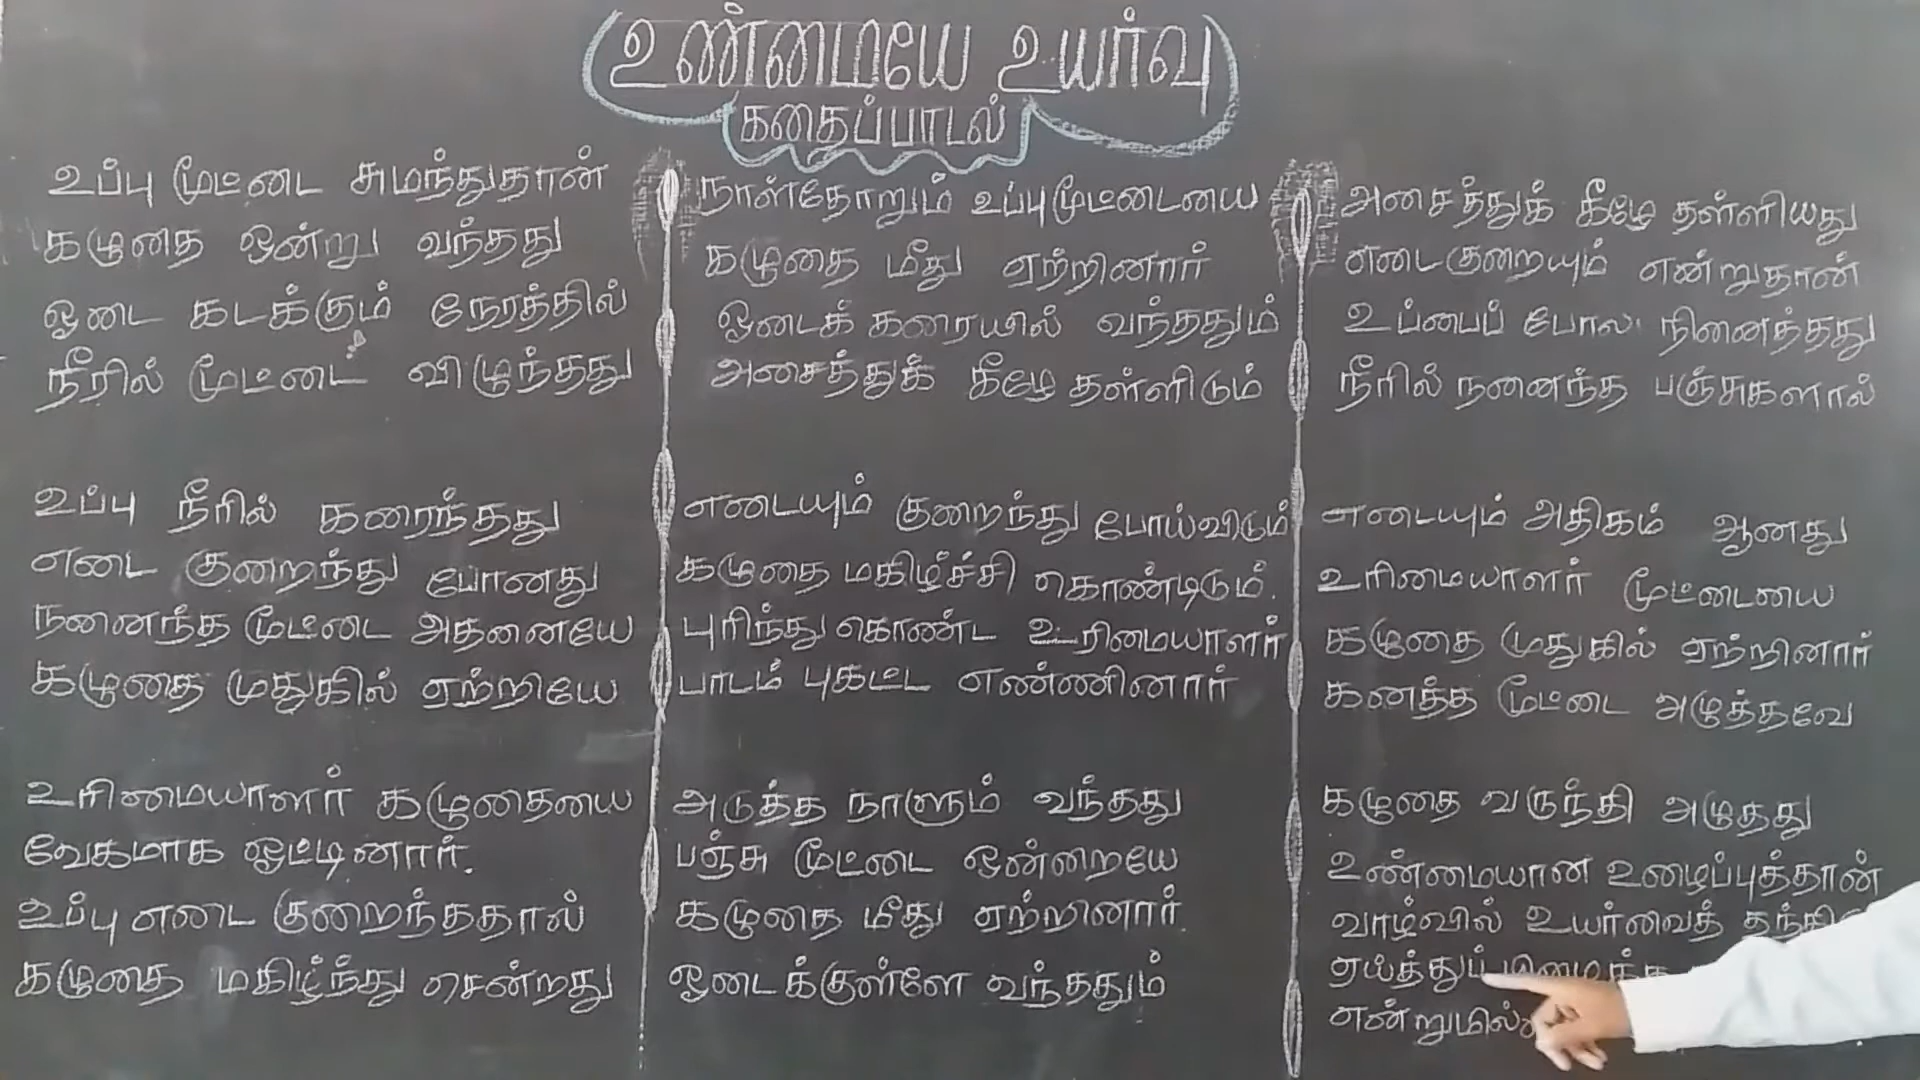 உண்மையே உயர்வு
கதைப்பாடல்
உப்பு மூட்டை சுமந்துதான்
கழுதை ஒன்று வந்தது
ஓடை கடக்கும் நேரத்தில்
நீரில் மூட்டை விழுந்தது
உப்பு நீரில் கரைந்தது
எடை குறைந்து போனது
நனைந்த மூட்டை அதனையே
கழுதை முதுகில் ஏற்றியே
உரிமையாளர் கழுதையை
வேகமாக ஓட்டினார்.
உப்பு எடை குறைந்ததால்
கழுதை மகிழ்ந்து சென்றது
நாள்தோறும் உப்புமூட்டையை
கழுதை மீது ஏற்றினார்
ஓடைக் கரையில் வந்ததும்
அசைத்துக் கீழே தள்ளிடும்
எடையும் குறைந்து போய்விடும்
கழுதை மகிழ்ச்சி கொண்டிடும்.
புரிந்து கொண்ட உரிமையாளர்
பாடம் புகட்ட எண்ணினார்
அடுத்த நாளும் வந்தது
பஞ்சு மூட்டை ஒன்றையே
கழுதை மீது ஏற்றினார்.
ஓடைக்குள்ளே வந்ததும்
அசைத்துக் கீழே தள்ளியது
எடைகுறையும் என்றுதான்
உப்பைப் போல நினைத்தது
நீரில் நனைந்த பஞ்சுகளால்
எடையும் அதிகம் ஆனது
உரிமையாளர் மூட்டையை
கழுதை முதுகில் ஏற்றினார்
கனத்த மூட்டை அழுத்தவே
கழுதை வருந்தி அழுதது
உண்மையான உழைப்புத்தான்
வாழ்வில் உயர்வைத்
ஏய்த்துப்